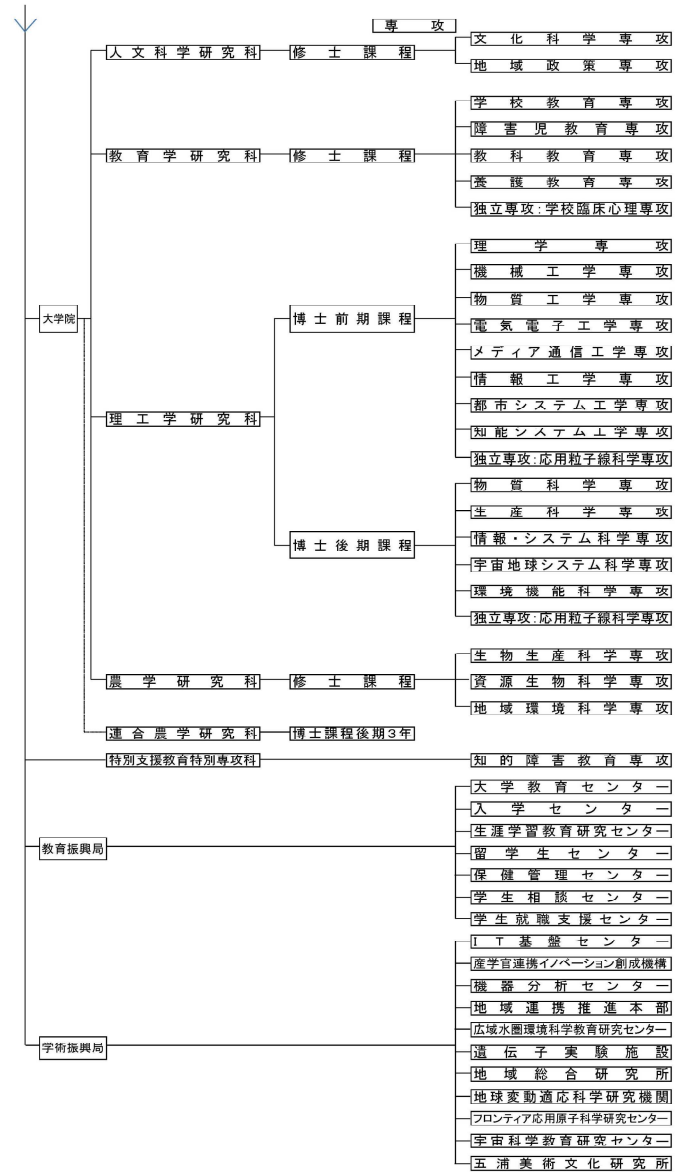 専攻
人文科学研究科
修士課程
文化科学専攻
地域政策専攻
教育学研究科
修士課程
学校教育専攻
障害児教育専攻
教科教育専攻
養護教育専攻
独立専攻:学校臨床心理専攻
大学院
理工学研究科
博士前期課程
理学専攻
機械工学専攻
物質工学専攻
電気電子工学専攻
メディア通信工学専攻
情報工学専攻
都市システム工学専攻
知能システム工学専攻
独立専攻:応用粒子線科学専攻
博士後期課程
物質科学専攻
生産科学専攻
情報・システム科学専攻
宇宙地球システム科学専攻
環境機能科学専攻
独立専攻:応用粒子線科学専攻
農学研究科
修士課程
生物生産科学専攻
資源生物科学専攻
地域環境科学専攻
連合農学研究科
博士課程後期3年
特別支援教育特別専攻科
知的障害教育専攻
教育振興局
大学教育センター
入学センター
生涯学習教育研究センター
留学生センター
保健管理センター
学生相談センター
学生就職支援センター
学術振興局
IT基盤センター
産学官連携イノベーション創成機構
機器分析センター
地域連携推進本部
広域水圏環境科学教育研究センター
遺伝子実験施設
地域総合研究所
地球変動適応科学研究機関
フロンティア応用原子科学研究センター
宇宙科学教育研究センター
五浦美術文化研究所